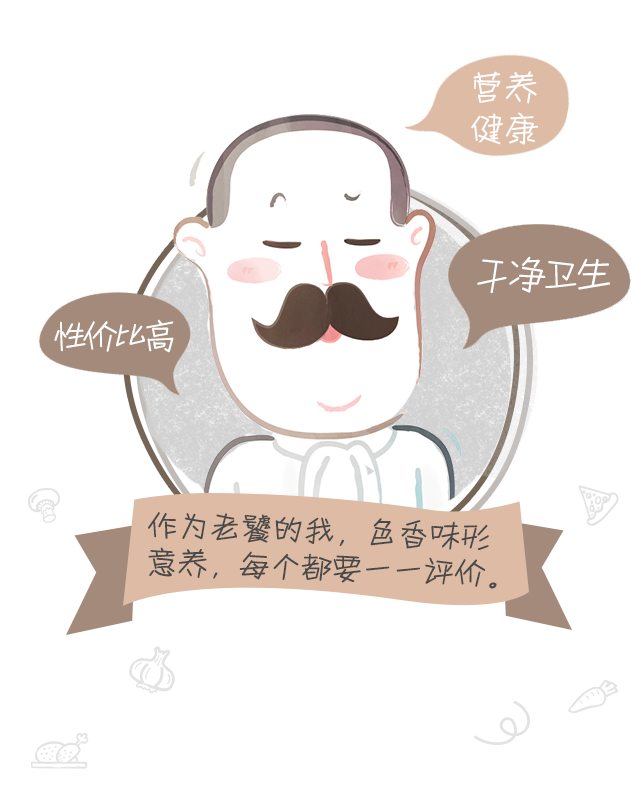 营养
健康
干净卫生
性价比高
作为老饕的我，色香味形
意养，每个都要一一评价。